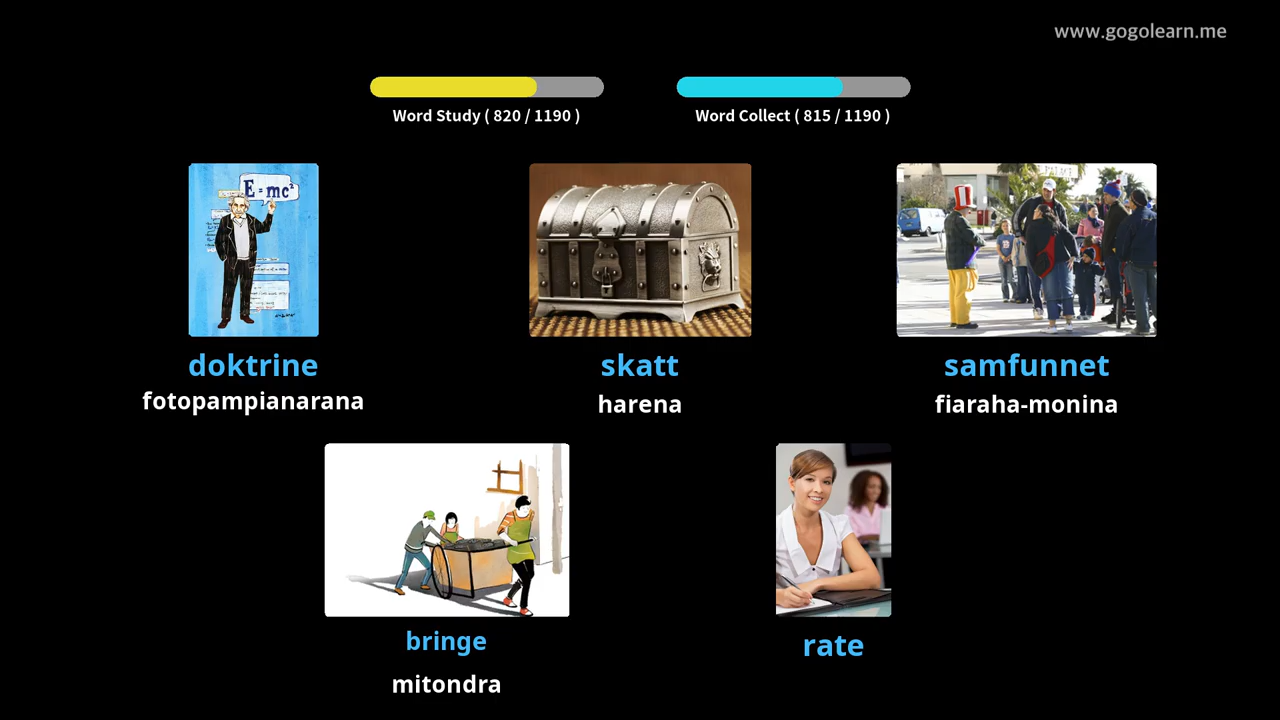 www.gogolearn.me
Word Study ( 820 / 1190 )
Word Collect ( 815 / 1190 )
E = mc²
doktrine
skatt
samfunnet
fotopampianarana
harena
fiaraha-monina
bringe
rate
mitondra